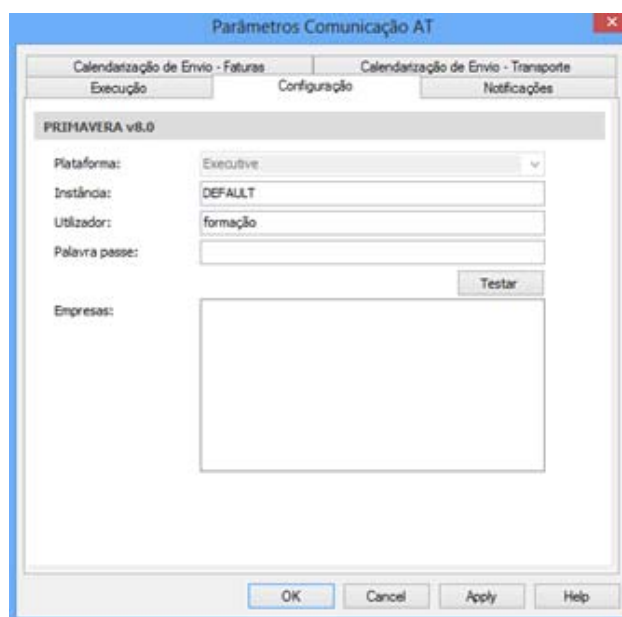 Parâmetros Comunicação AT
Calendarização de Envio - Faturas
Calendarização de Envio - Transporte
Execução
Configuração
Notificações
PRIMAVERA v8.0
Plataforma:
Executive
Instância:
DEFAULT
Utilizador:
formação
Palavra passe:
Testar
Empresas:
OK
Cancel
Apply
Help